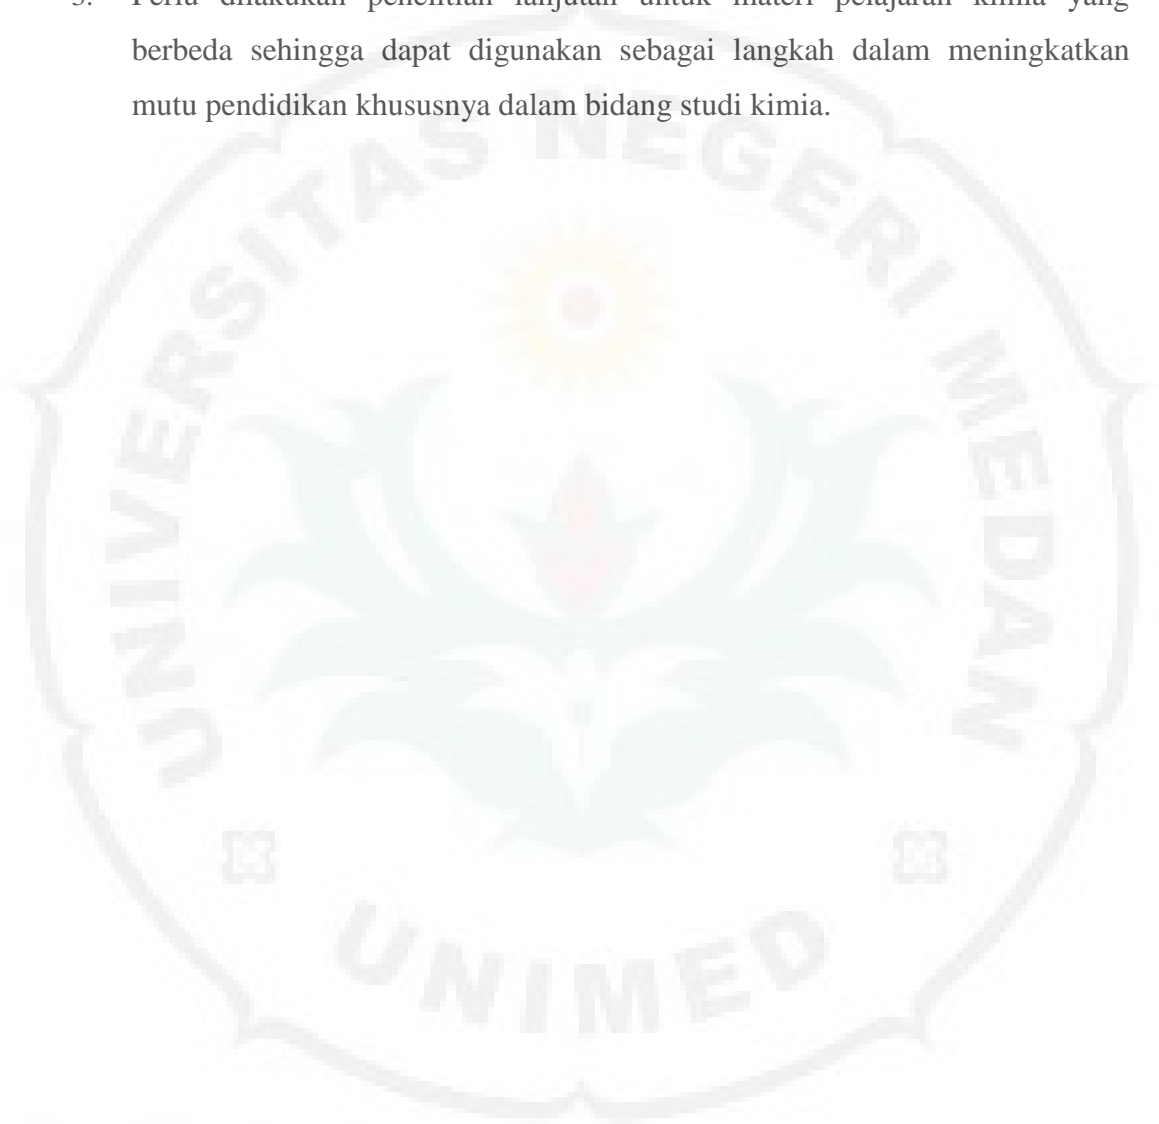 3. Perlu dilakukan penelitian lanjutan untuk materi pelajaran kimia yang
berbeda sehingga dapat digunakan sebagai langkah dalam meningkatkan
mutu pendidikan khususnya dalam bidang studi kimia.
UNIVERSITAS NEGERI MEDAN
UNIMED